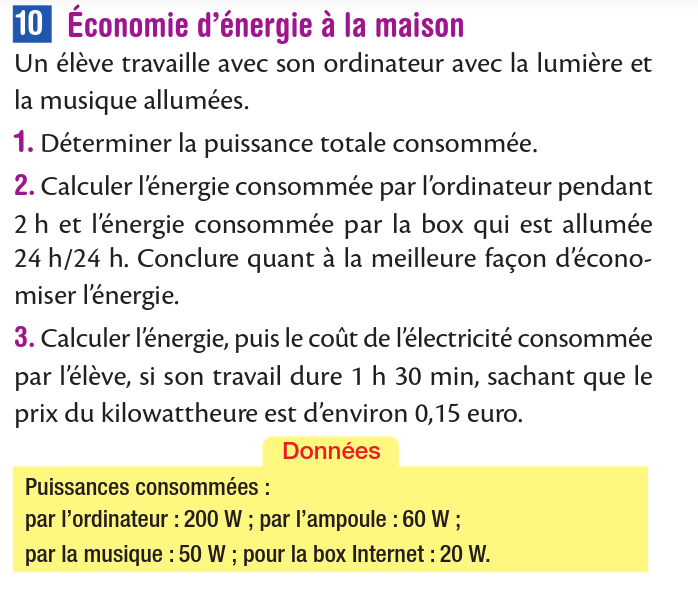 10 Économie d’énergie à la maison
Un élève travaille avec son ordinateur avec la lumière et
la musique allumées.
1. Déterminer la puissance totale consommée.
2. Calculer l’énergie consommée par l’ordinateur pendant
2 h et l’énergie consommée par la box qui est allumée
24 h/24 h. Conclure quant à la meilleure façon d’écono-
miser l’énergie.
3. Calculer l’énergie, puis le coût de l’électricité consommée
par l’élève, si son travail dure 1 h 30 min, sachant que le
prix du kilowattheure est d’environ 0,15 euro.
Données
Puissances consommées :
par l’ordinateur : 200 W ; par l’ampoule : 60 W ;
par la musique : 50 W ; pour la box Internet : 20 W.